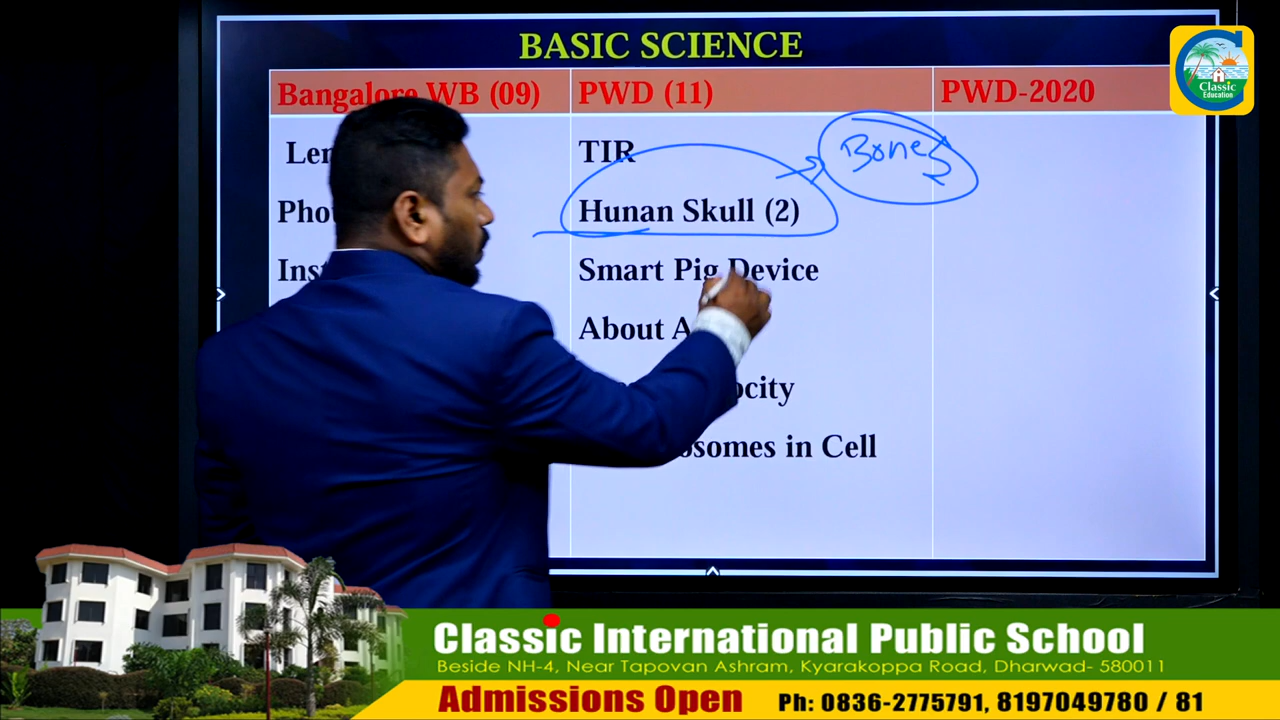 BASIC SCIENCE
Bangalore WB (09)
PWD (11)
PWD-2020
TIR
Bones
Hunan Skull (2)
Smart Pig Device
About
in Cell
Classic
Education
Classic International Public School
Beside NH-4, Near Tapovan Ashram, Kyarakoppa Road, Dharwad- 580011
Admissions Open
Ph: 0836-2775791, 8197049780 / 81